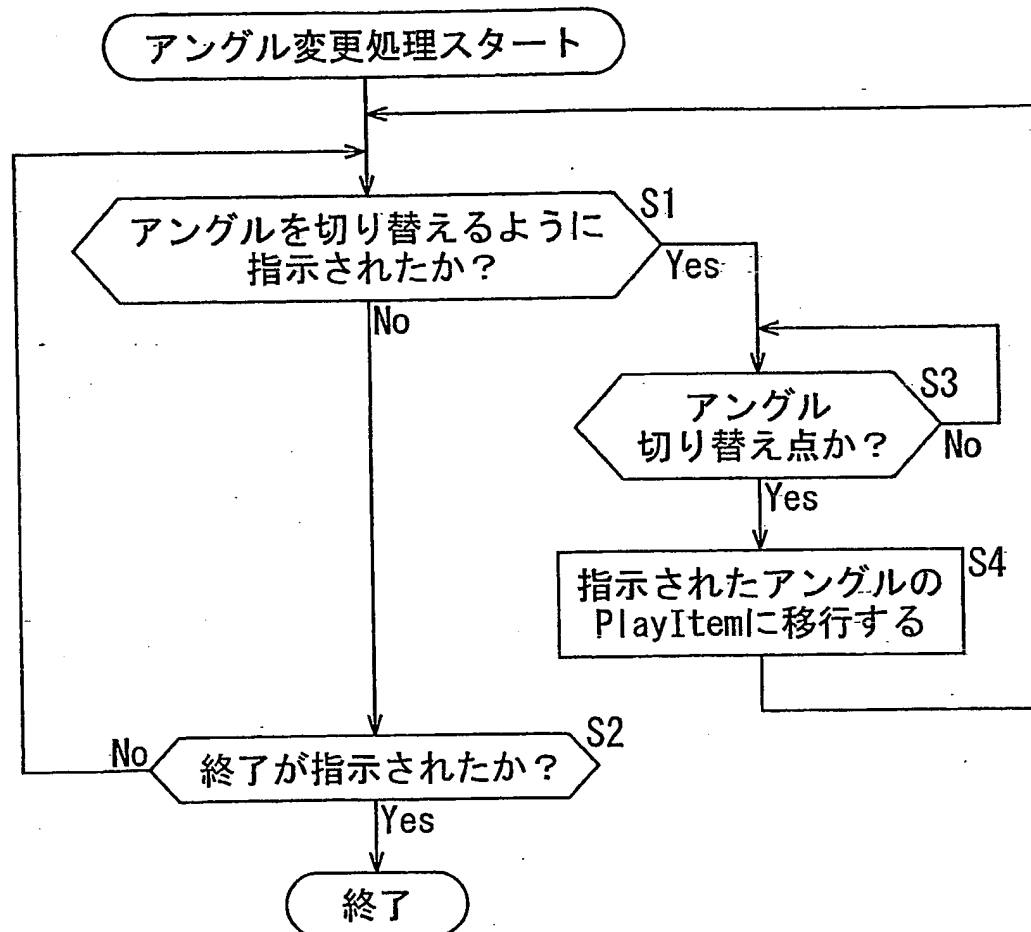 アングル変更処理スタート
アングルを切り替えるように
指示されたか？
S1
Yes
No
アングル
切り替え点か？
S3
No
Yes
指示されたアングルの
PlayItemに移行する
S4
終了が指示されたか？
S2
No
Yes
終了